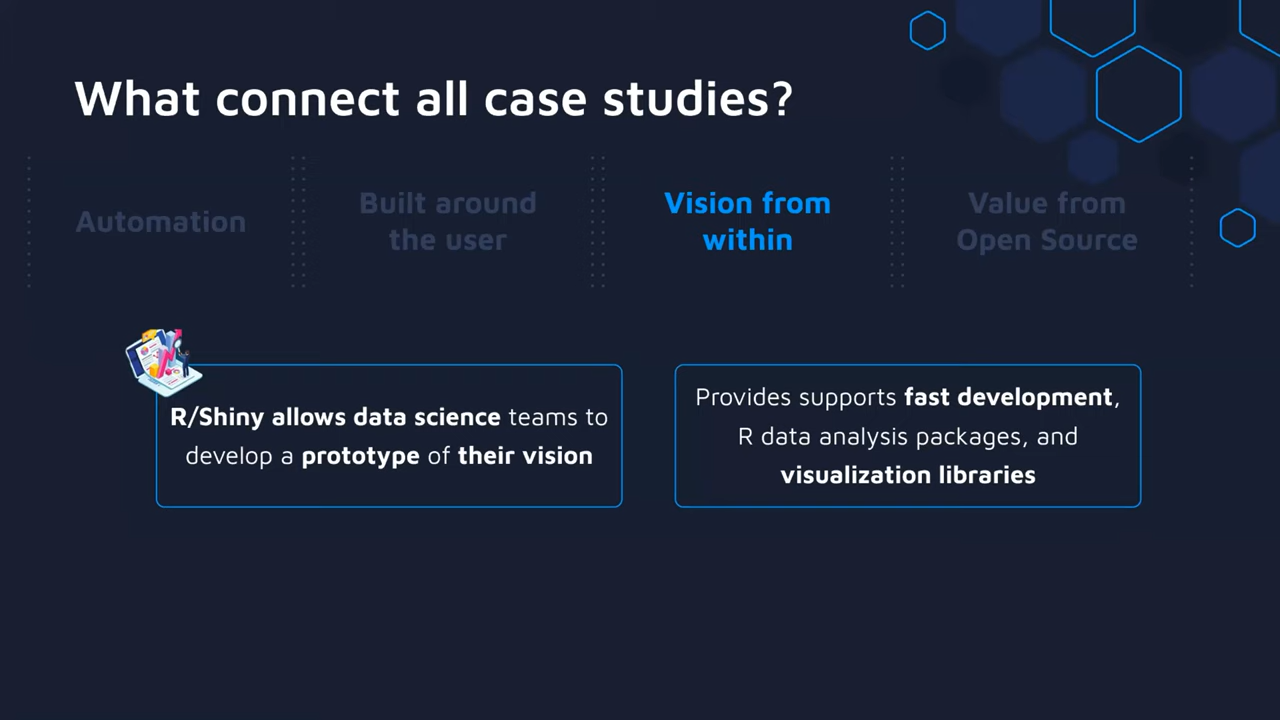 What connect all case studies?
Automation
Built around
the user
Vision from
within
Value from
Open Source
R/Shiny allows data science teams to
develop a prototype of their vision
Provides supports fast development,
R data analysis packages, and
visualization libraries